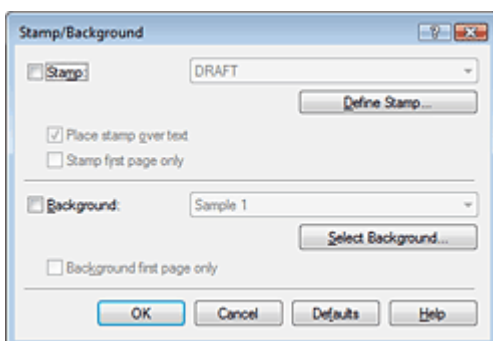 Stamp/Background
Stamp: DRAFT
Define Stamp...
Place stamp over text
Stamp first page only
Background: Sample 1
Select Background...
Background first page only
OK Cancel Defaults Help